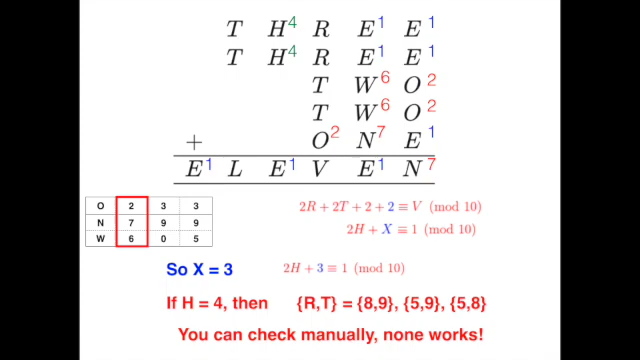 T H4 R E1 E1
T H4 R E1 E1
T W6 O2
T W6 O2
+ O2 N7 E1
E1 L E1 V E1 N7
O 2 3 3
N 7 9 9
W 6 0 5
2R + 2T + 2 + 2 ≡ V (mod 10)
2H + X ≡ 1 (mod 10)
So X = 3
2H + 3 ≡ 1 (mod 10)
If H = 4, then {R,T} = {8,9}, {5,9}, {5,8}
You can check manually, none works!